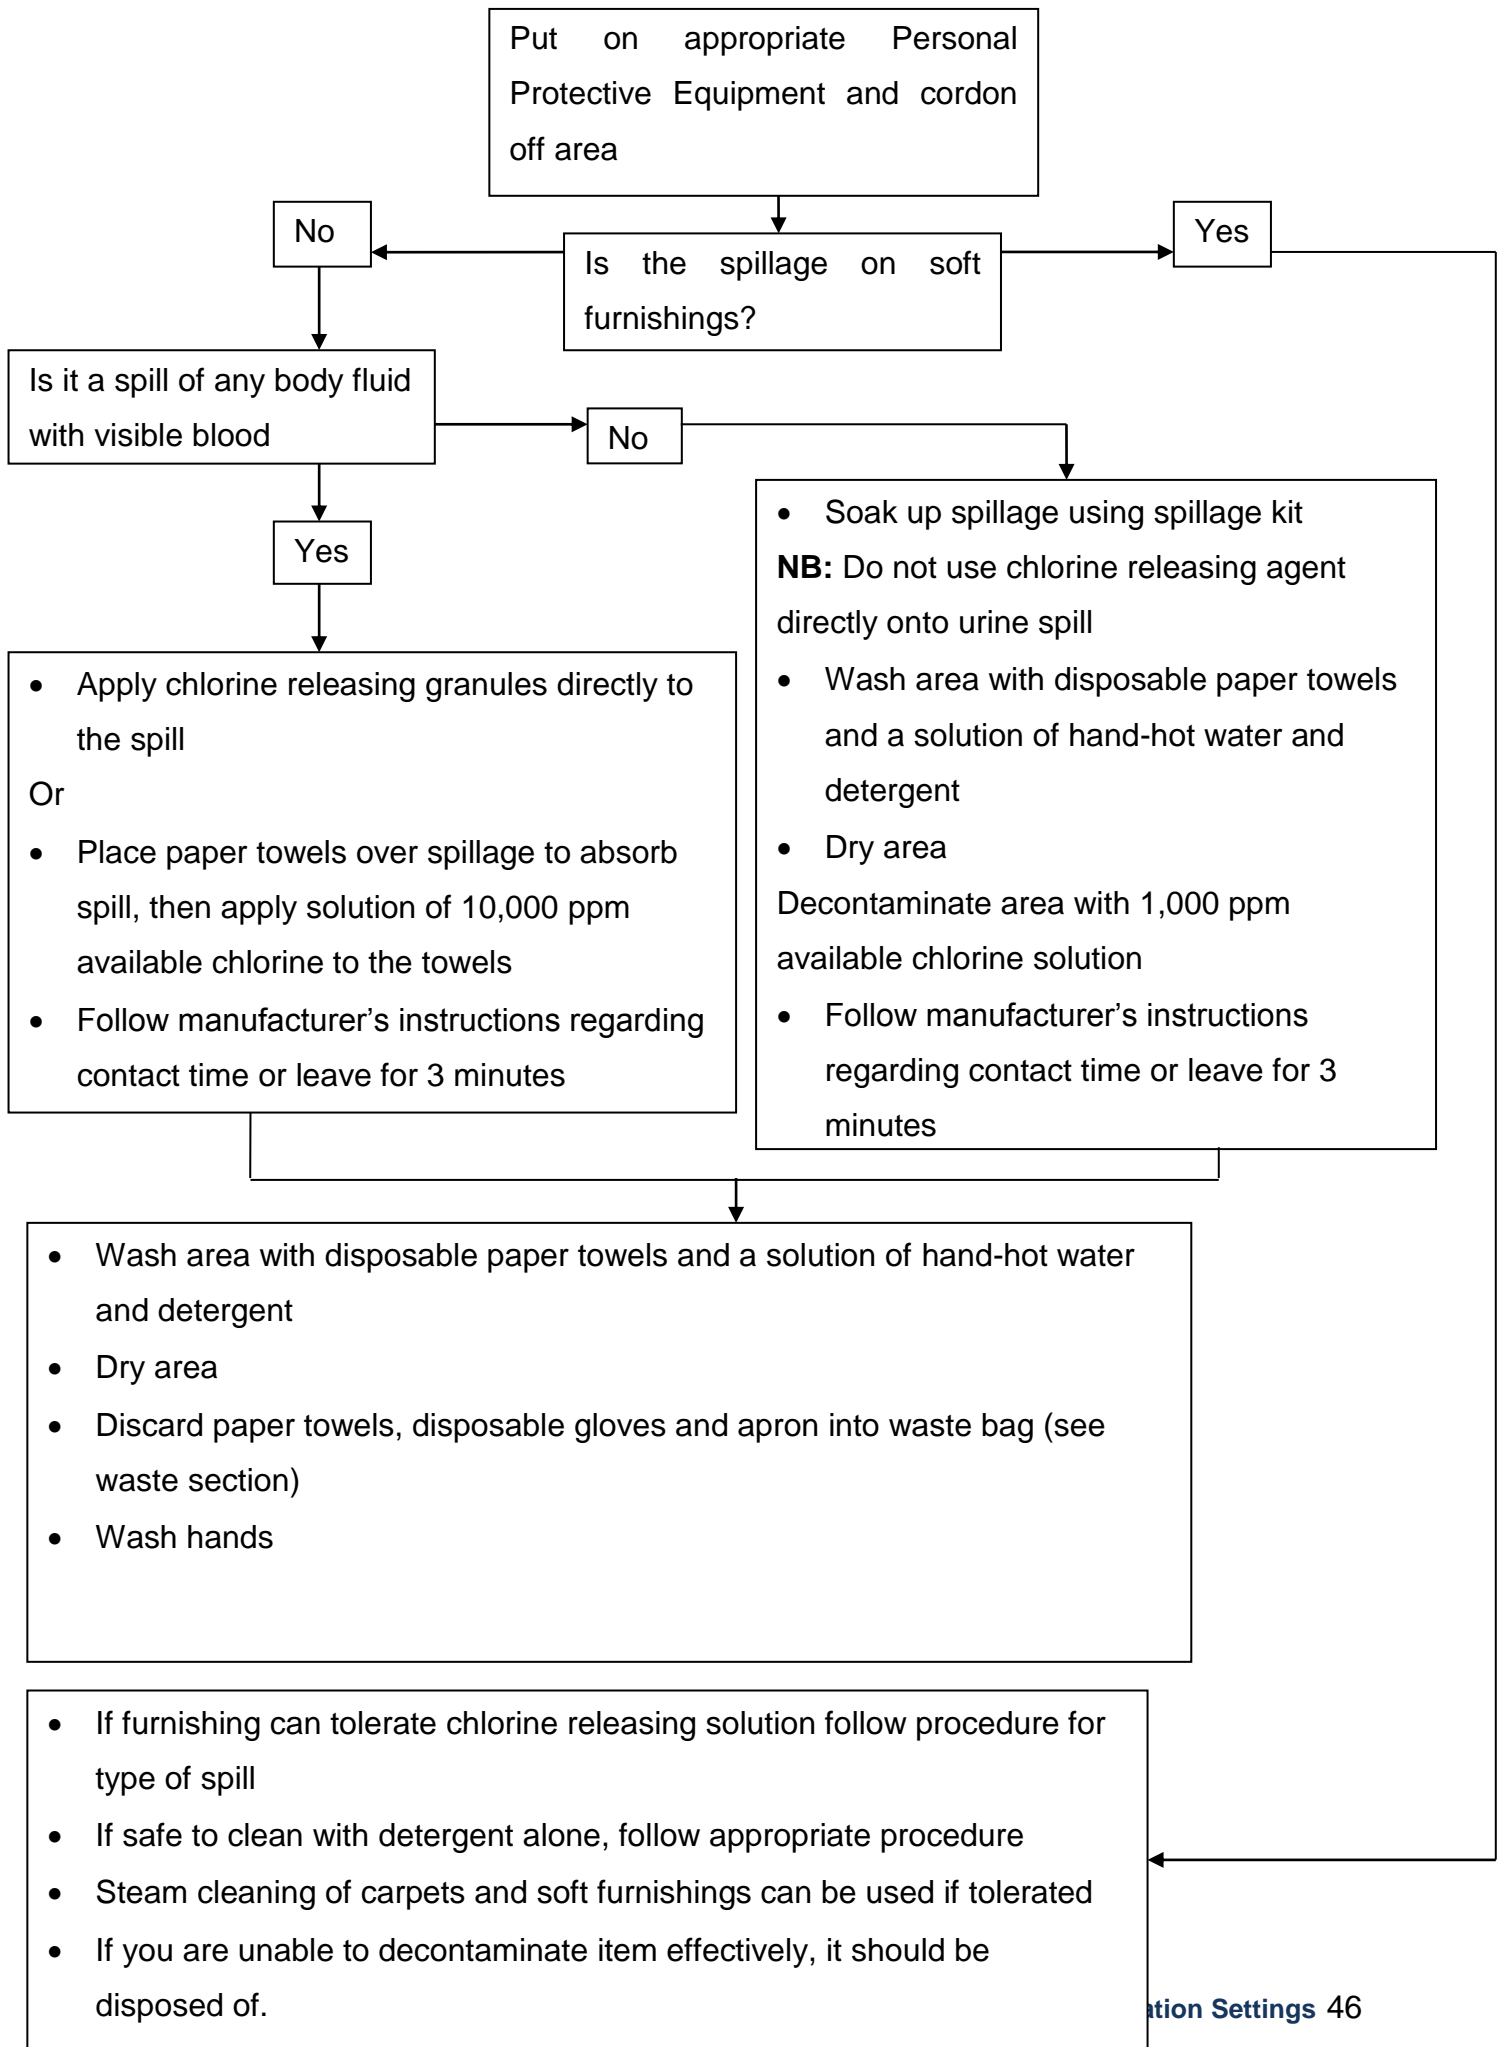 Put on appropriate Personal
Protective Equipment and cordon
off area
No
Yes
Is the spillage on soft
furnishings?
Is it a spill of any body fluid
with visible blood
No
Yes
• Soak up spillage using spillage kit
NB: Do not use chlorine releasing agent
directly onto urine spill
• Wash area with disposable paper towels
and a solution of hand-hot water and
detergent
• Dry area
Decontaminate area with 1,000 ppm
available chlorine solution
• Follow manufacturer’s instructions
regarding contact time or leave for 3
minutes
• Apply chlorine releasing granules directly to
the spill
Or
• Place paper towels over spillage to absorb
spill, then apply solution of 10,000 ppm
available chlorine to the towels
• Follow manufacturer’s instructions regarding
contact time or leave for 3 minutes
• Wash area with disposable paper towels and a solution of hand-hot water
and detergent
• Dry area
• Discard paper towels, disposable gloves and apron into waste bag (see
waste section)
• Wash hands
• If furnishing can tolerate chlorine releasing solution follow procedure for
type of spill
• If safe to clean with detergent alone, follow appropriate procedure
• Steam cleaning of carpets and soft furnishings can be used if tolerated
• If you are unable to decontaminate item effectively, it should be
disposed of.
Settings 46